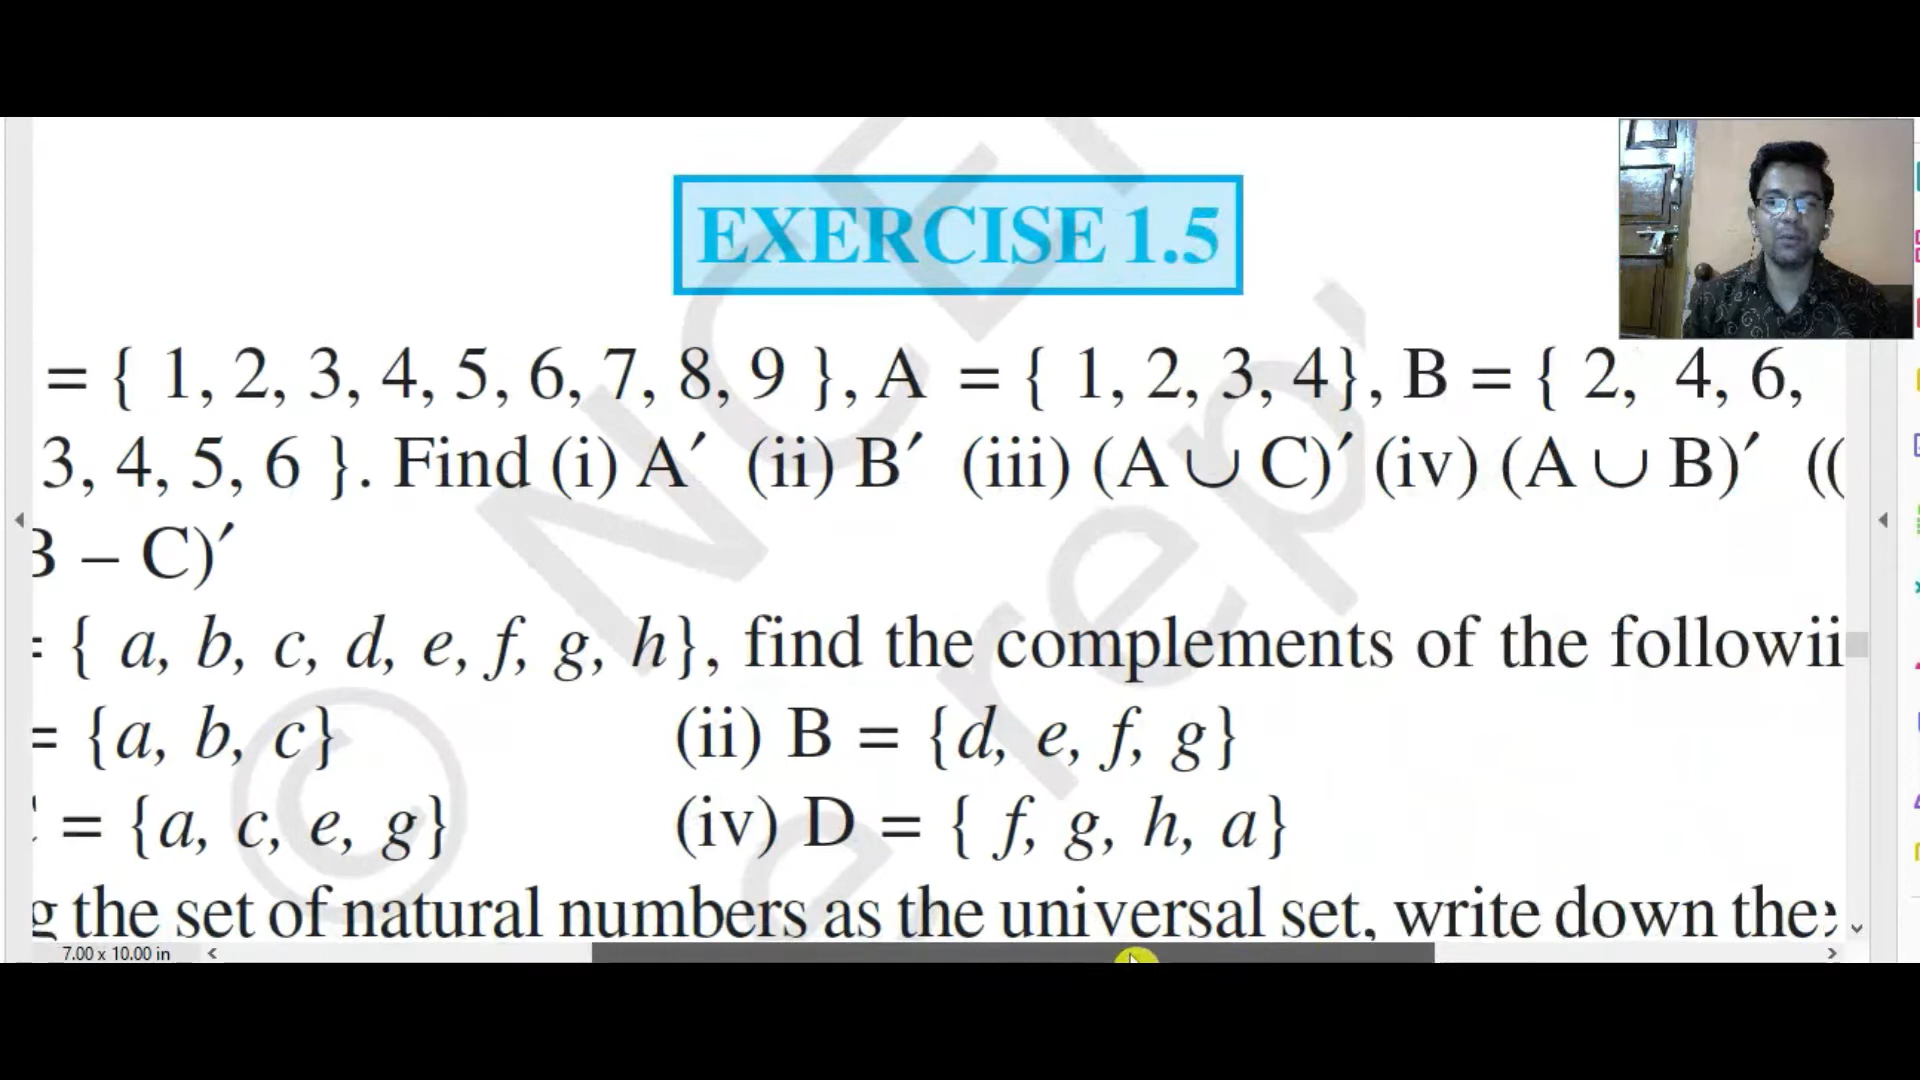 EXERCISE 1.5
= { 1, 2, 3, 4, 5, 6, 7, 8, 9 }, A = { 1, 2, 3, 4}, B = { 2, 4, 6,
3, 4, 5, 6 }. Find (i) A′ (ii) B′ (iii) (A ∪ C)′ (iv) (A ∪ B)′ ((
B – C)′
= { a, b, c, d, e, f, g, h}, find the complements of the followii
= {a, b, c} (ii) B = {d, e, f, g}
C = {a, c, e, g} (iv) D = { f, g, h, a}
g the set of natural numbers as the universal set, write down the
7.00 x 10.00 in